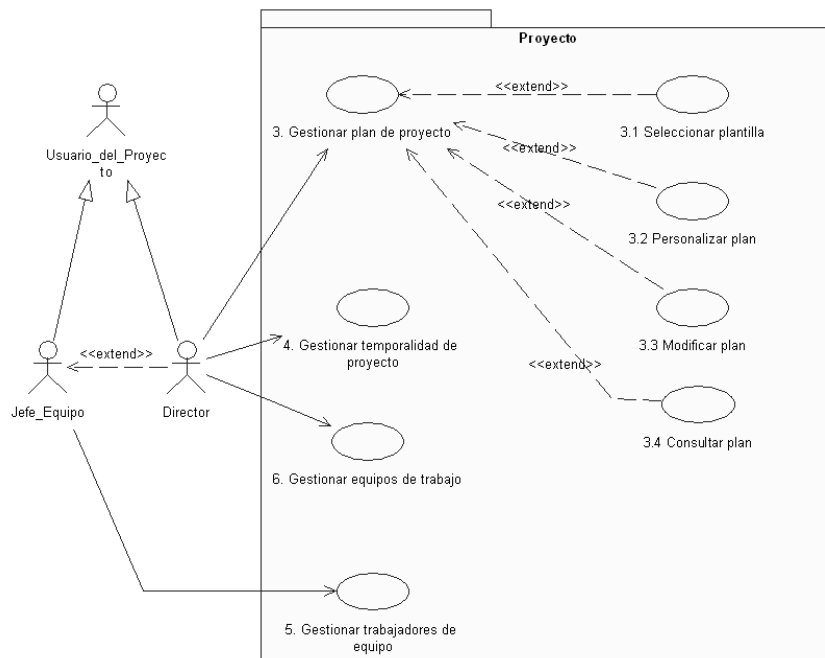 Proyecto
<<extend>>
3. Gestionar plan de proyecto
3.1 Seleccionar plantilla
Usuario_del_Proyec
to
<<extend>>
<<extend>>
3.2 Personalizar plan
4. Gestionar temporalidad de
proyecto
3.3 Modificar plan
<<extend>>
<<extend>>
Jefe_Equipo
Director
3.4 Consultar plan
6. Gestionar equipos de trabajo
5. Gestionar trabajadores de
equipo